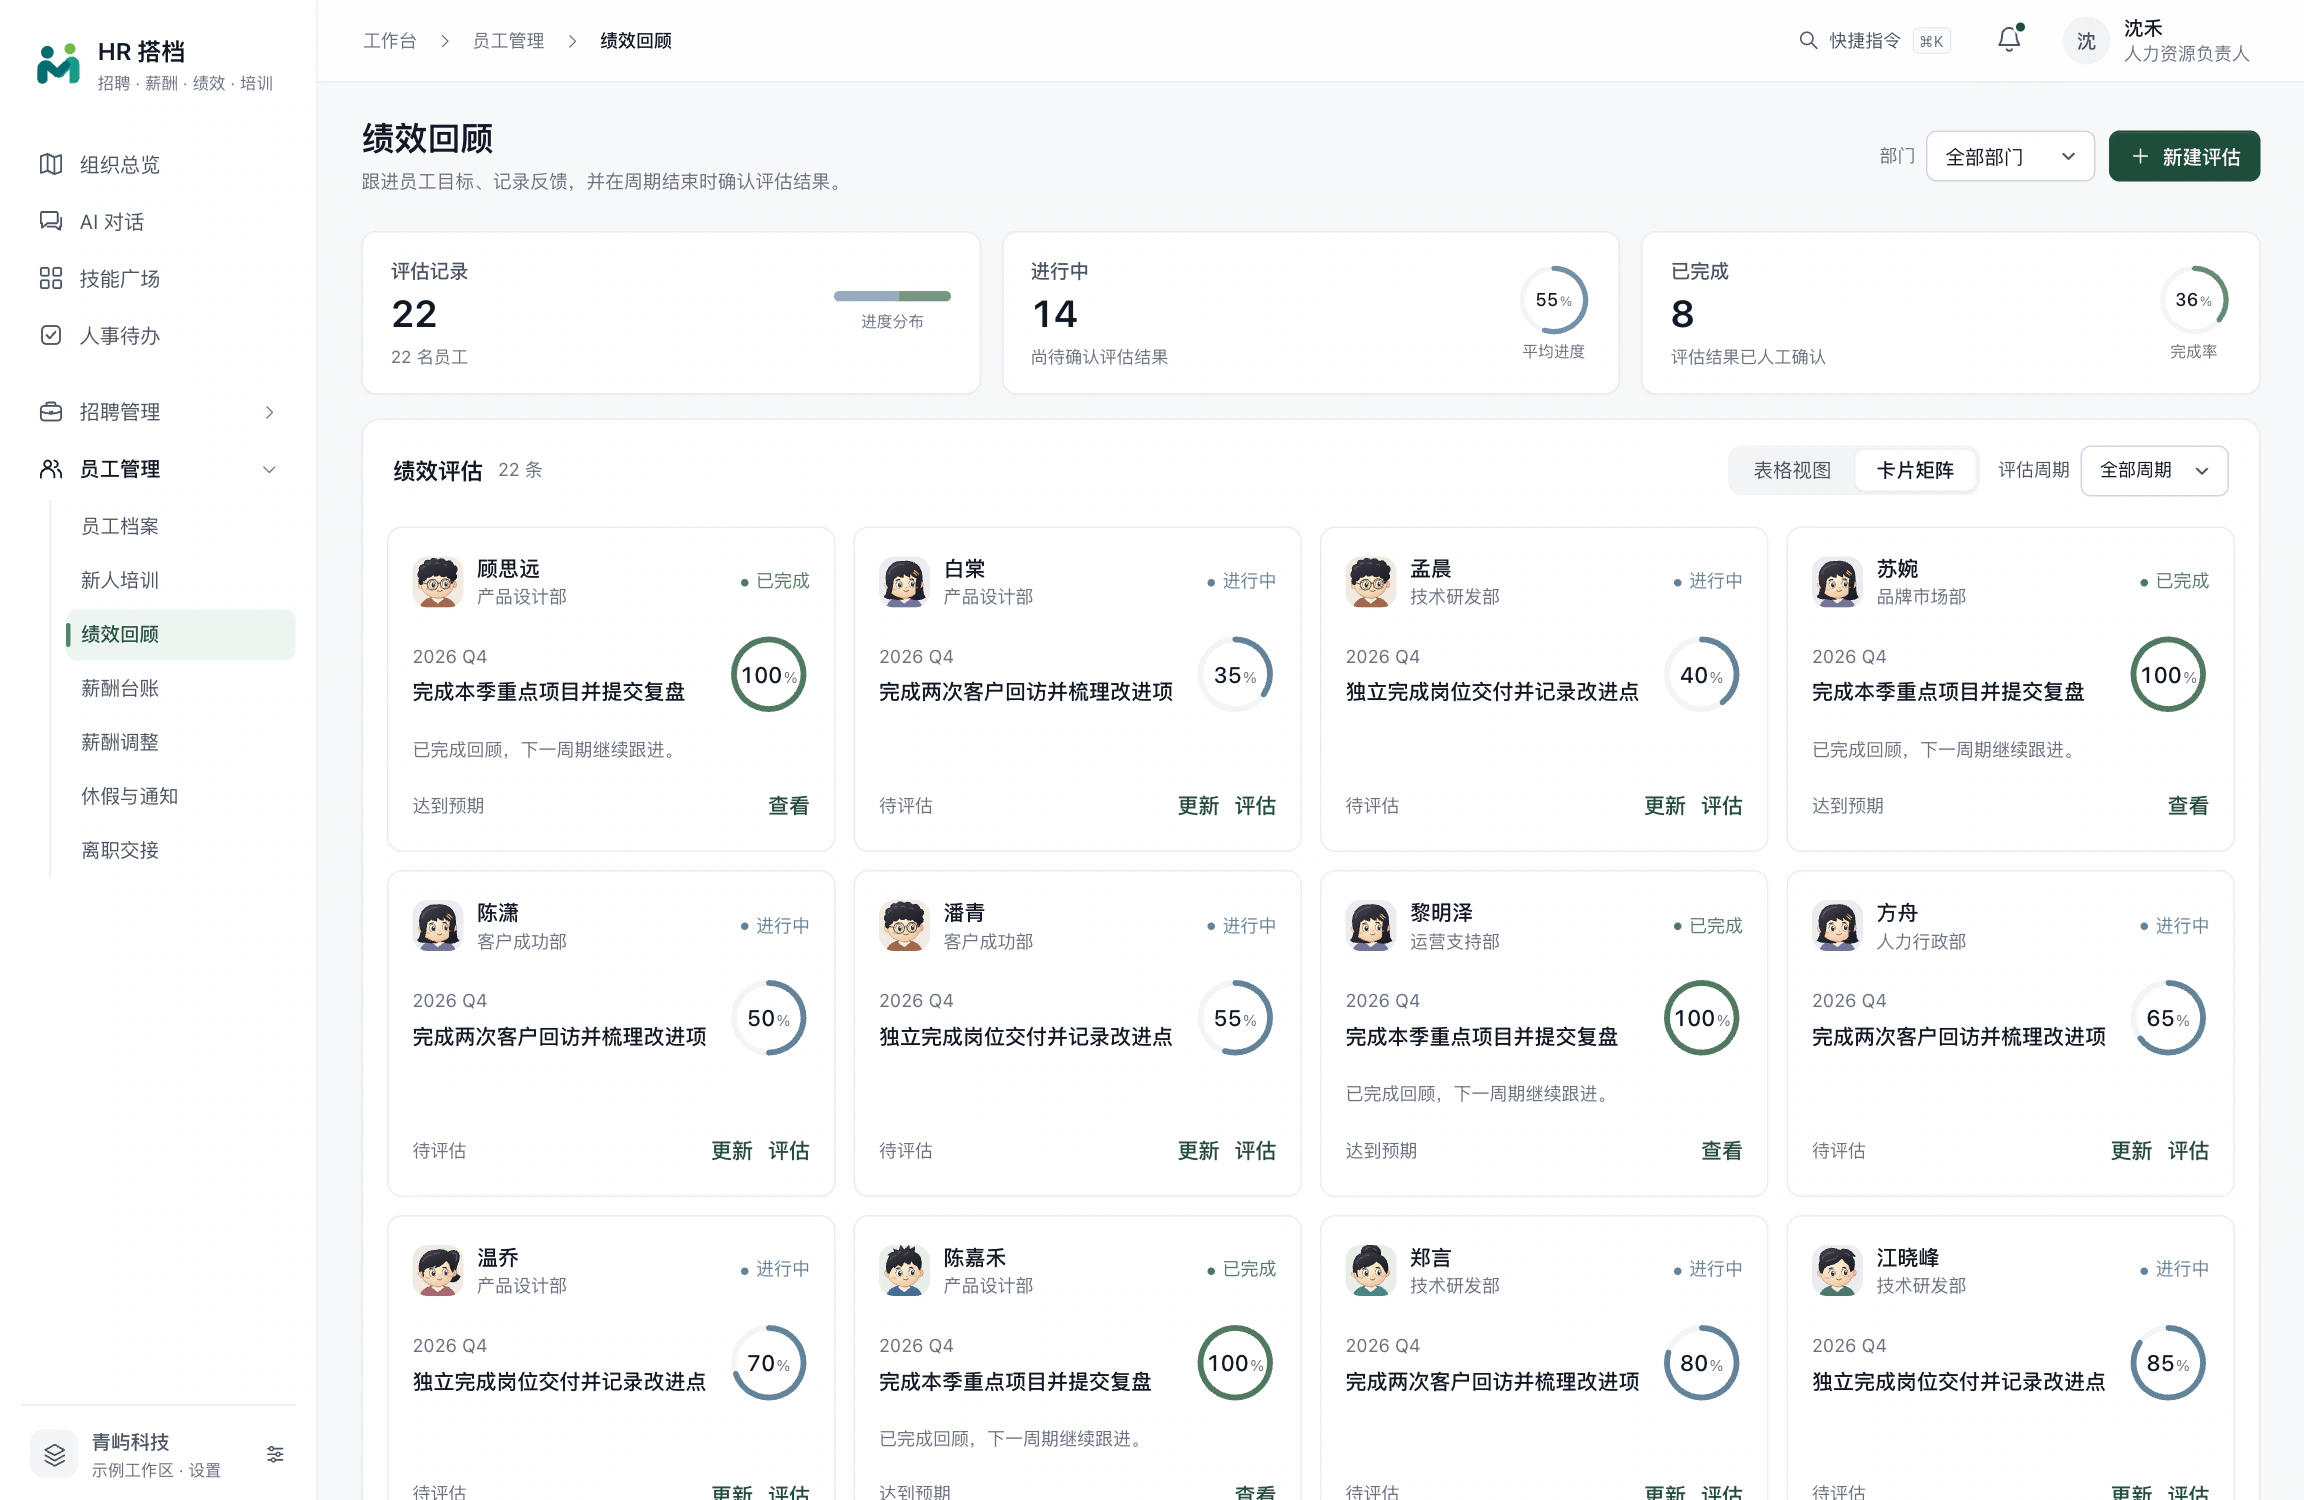 HR 搭档
招聘 · 薪酬 · 绩效 · 培训
组织总览
AI 对话
技能广场
人事待办
招聘管理
员工管理
员工档案
新人培训
绩效回顾
薪酬台账
薪酬调整
休假与通知
离职交接
青屿科技
示例工作区 · 设置
工作台 > 员工管理 > 绩效回顾
快捷指令 ⌘K
沈
沈禾
人力资源负责人
绩效回顾
跟进员工目标、记录反馈，并在周期结束时确认评估结果。
部门 全部部门
+ 新建评估
评估记录
22
22 名员工
进度分布
进行中
14
尚待确认评估结果
55%
平均进度
已完成
8
评估结果已人工确认
36%
完成率
绩效评估 22 条
表格视图 卡片矩阵 评估周期 全部周期
顾思远
产品设计部
已完成
2026 Q4
完成本季重点项目并提交复盘
100%
已完成回顾，下一周期继续跟进。
达到预期 查看
白棠
产品设计部
进行中
2026 Q4
完成两次客户回访并梳理改进项
35%
待评估 更新 评估
孟晨
技术研发部
进行中
2026 Q4
独立完成岗位交付并记录改进点
40%
待评估 更新 评估
苏婉
品牌市场部
已完成
2026 Q4
完成本季重点项目并提交复盘
100%
已完成回顾，下一周期继续跟进。
达到预期 查看
陈潇
客户成功部
进行中
2026 Q4
完成两次客户回访并梳理改进项
50%
待评估 更新 评估
潘青
客户成功部
进行中
2026 Q4
独立完成岗位交付并记录改进点
55%
待评估 更新 评估
黎明泽
运营支持部
已完成
2026 Q4
完成本季重点项目并提交复盘
100%
已完成回顾，下一周期继续跟进。
达到预期 查看
方舟
人力行政部
进行中
2026 Q4
完成两次客户回访并梳理改进项
65%
待评估 更新 评估
温乔
产品设计部
进行中
2026 Q4
独立完成岗位交付并记录改进点
70%
待评估 更新 评估
陈嘉禾
产品设计部
已完成
2026 Q4
完成本季重点项目并提交复盘
100%
已完成回顾，下一周期继续跟进。
达到预期 查看
郑言
技术研发部
进行中
2026 Q4
完成两次客户回访并梳理改进项
80%
待评估 更新 评估
江晓峰
技术研发部
进行中
2026 Q4
独立完成岗位交付并记录改进点
85%
待评估 更新 评估